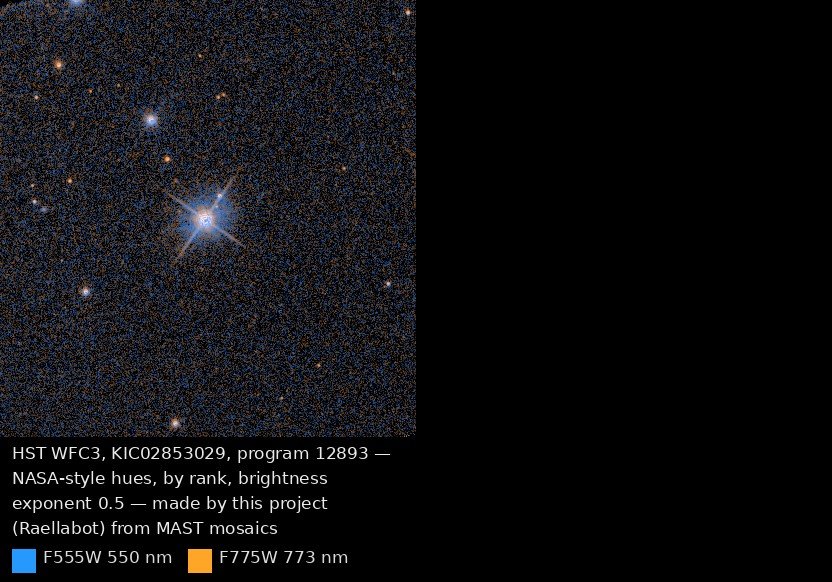 HST WFC3, KIC02853029, program 12893 —
NASA-style hues, by rank, brightness
exponent 0.5 — made by this project
(Raellabot) from MAST mosaics
F555W 550 nm F775W 773 nm